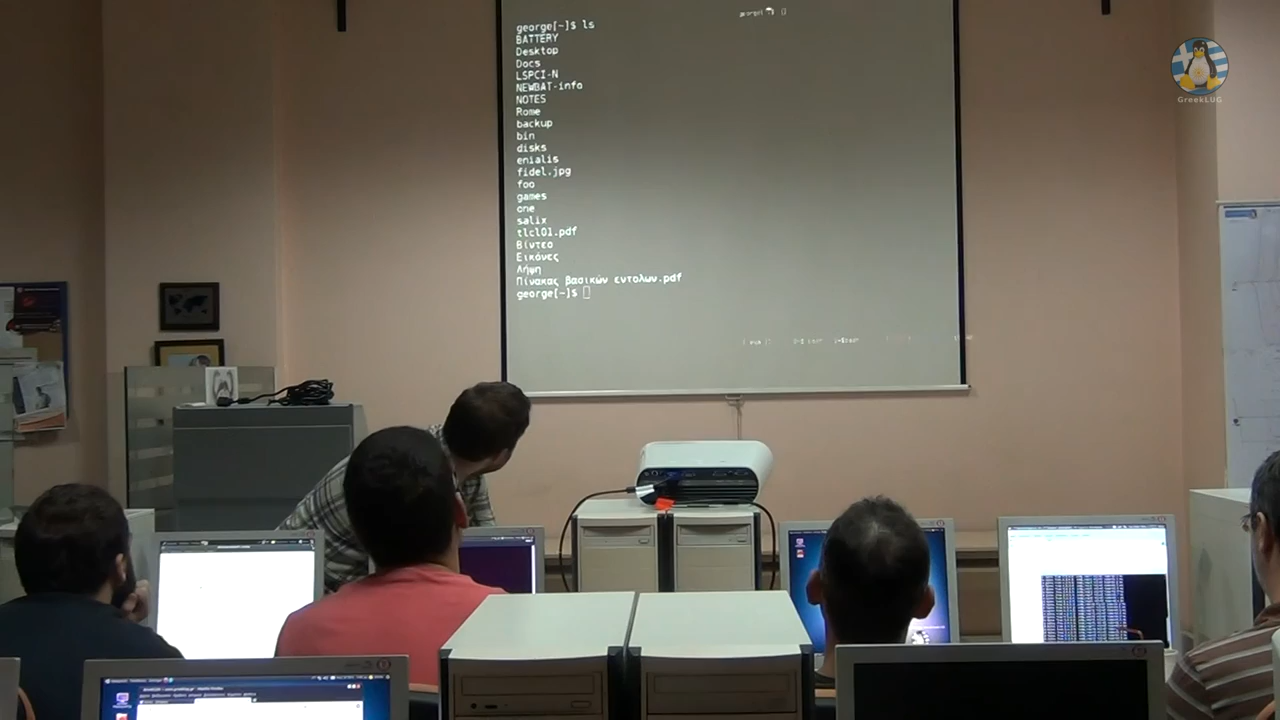 george[~]$ ls
BATTERY
Desktop
Docs
LSPCI-N
NEWBAT-info
NOTES
Rome
backup
bin
disks
enialis
fidel.jpg
foo
games
one
salix
tlcl01.pdf
Βίντεο
Εικόνες
Λήψη
Πίνακας βασικών εντολων.pdf
george[~]$
GreekLUG